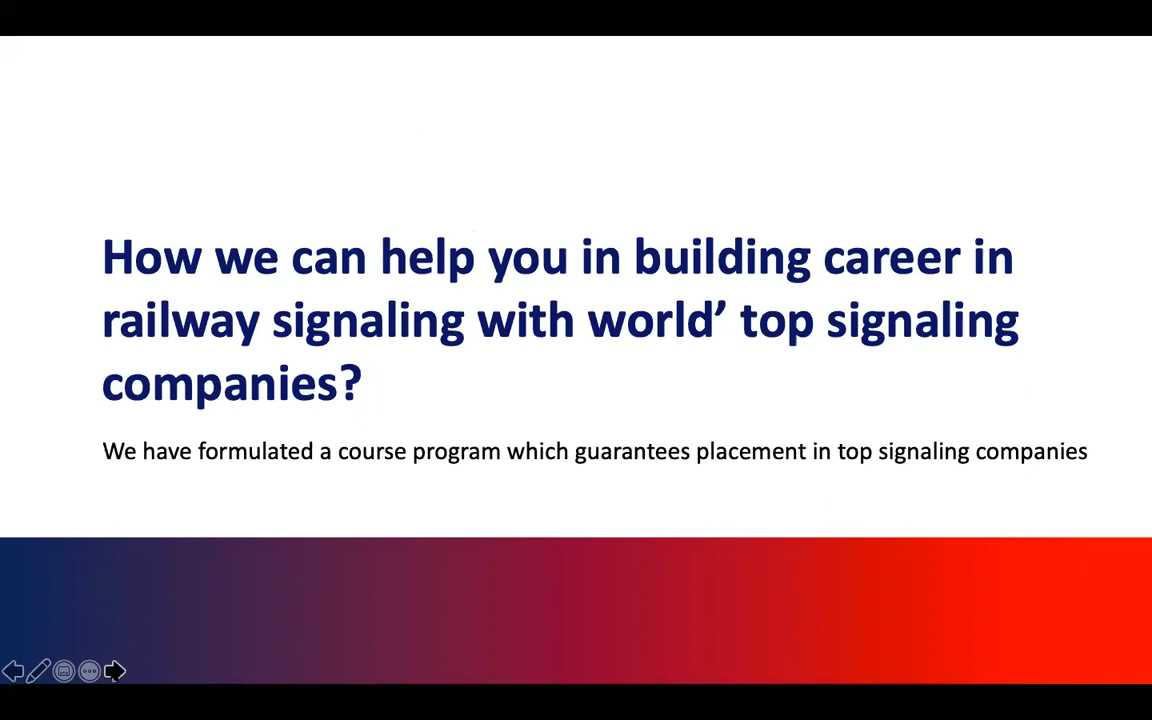 How we can help you in building career in
railway signaling with world’ top signaling
companies?
We have formulated a course program which guarantees placement in top signaling companies